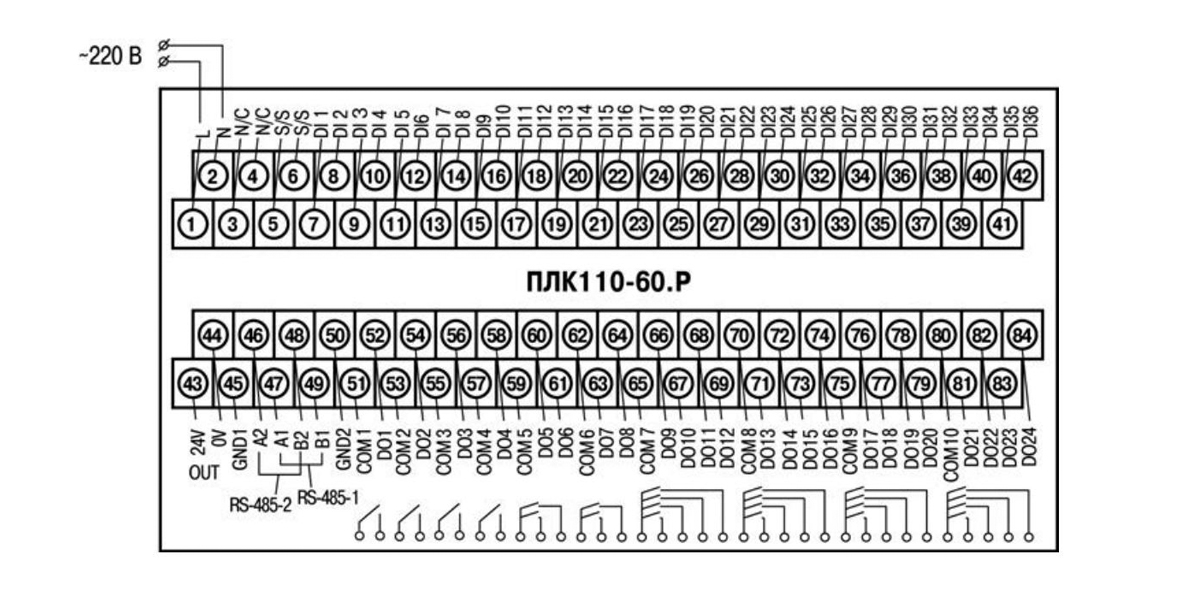 ~220 В
L N N/C N/C S/S S/S DI 1 DI 2 DI 3 DI 4 DI 5 DI6 DI 7 DI 8 DI9 DI10 DI11 DI12 DI13 DI14 DI15 DI16 DI17 DI18 DI19 DI20 DI21 DI22 DI23 DI24 DI25 DI26 DI27 DI28 DI29 DI30 DI31 DI32 DI33 DI34 DI35 DI36
2 4 6 8 10 12 14 16 18 20 22 24 26 28 30 32 34 36 38 40 42
1 3 5 7 9 11 13 15 17 19 21 23 25 27 29 31 33 35 37 39 41
ПЛК110-60.Р
44 46 48 50 52 54 56 58 60 62 64 66 68 70 72 74 76 78 80 82 84
43 45 47 49 51 53 55 57 59 61 63 65 67 69 71 73 75 77 79 81 83
24V 0V GND1 A2 A1 B2 B1 GND2 COM1 DO1 COM2 DO2 COM3 DO3 COM4 DO4 COM5 DO5 DO6 COM6 DO7 DO8 COM7 DO9 DO10 DO11 DO12 COM8 DO13 DO14 DO15 DO16 COM9 DO17 DO18 DO19 DO20 COM10 DO21 DO22 DO23 DO24
OUT
RS-485-2 RS-485-1